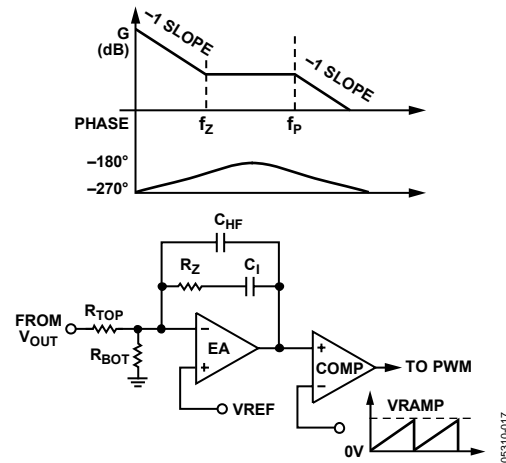 G
(dB)
–1 SLOPE
–1 SLOPE
PHASE
fZ
fP
–180°
–270°
CHF
RZ
CI
FROM
VOUT
RTOP
RBOT
–
+
EA
VREF
+
–
COMP
TO PWM
VRAMP
0V
05310-017